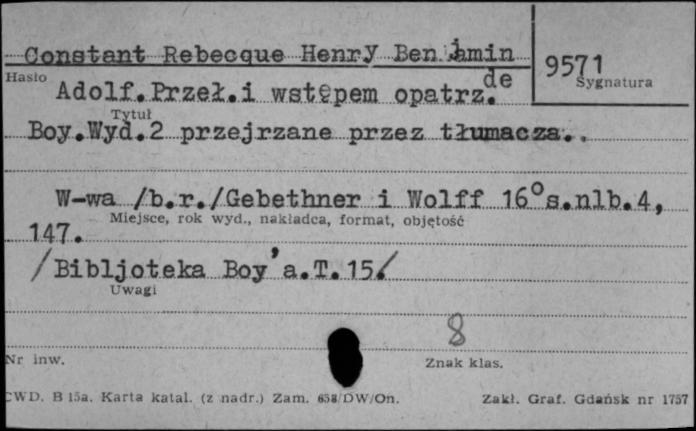 Constant Rebecque Henry Benjamin
de
9571
Hasło
Sygnatura
Adolf.Przeł.i wstępem opatrz.
Tytuł
Boy.Wyd.2 przejrzane przez tłumacza..
W-wa /b.r./Gebethner i Wolff 16°s.nlb.4,
Miejsce, rok wyd., nakładca, format, objętość
147.
/Bibljoteka Boy'a.T.15/
Uwagi
8
Nr inw.
Znak klas.
CWD. B 15a. Karta katal. (z nadr.) Zam. 658/DW/On.
Zakł. Graf. Gdańsk nr 1757